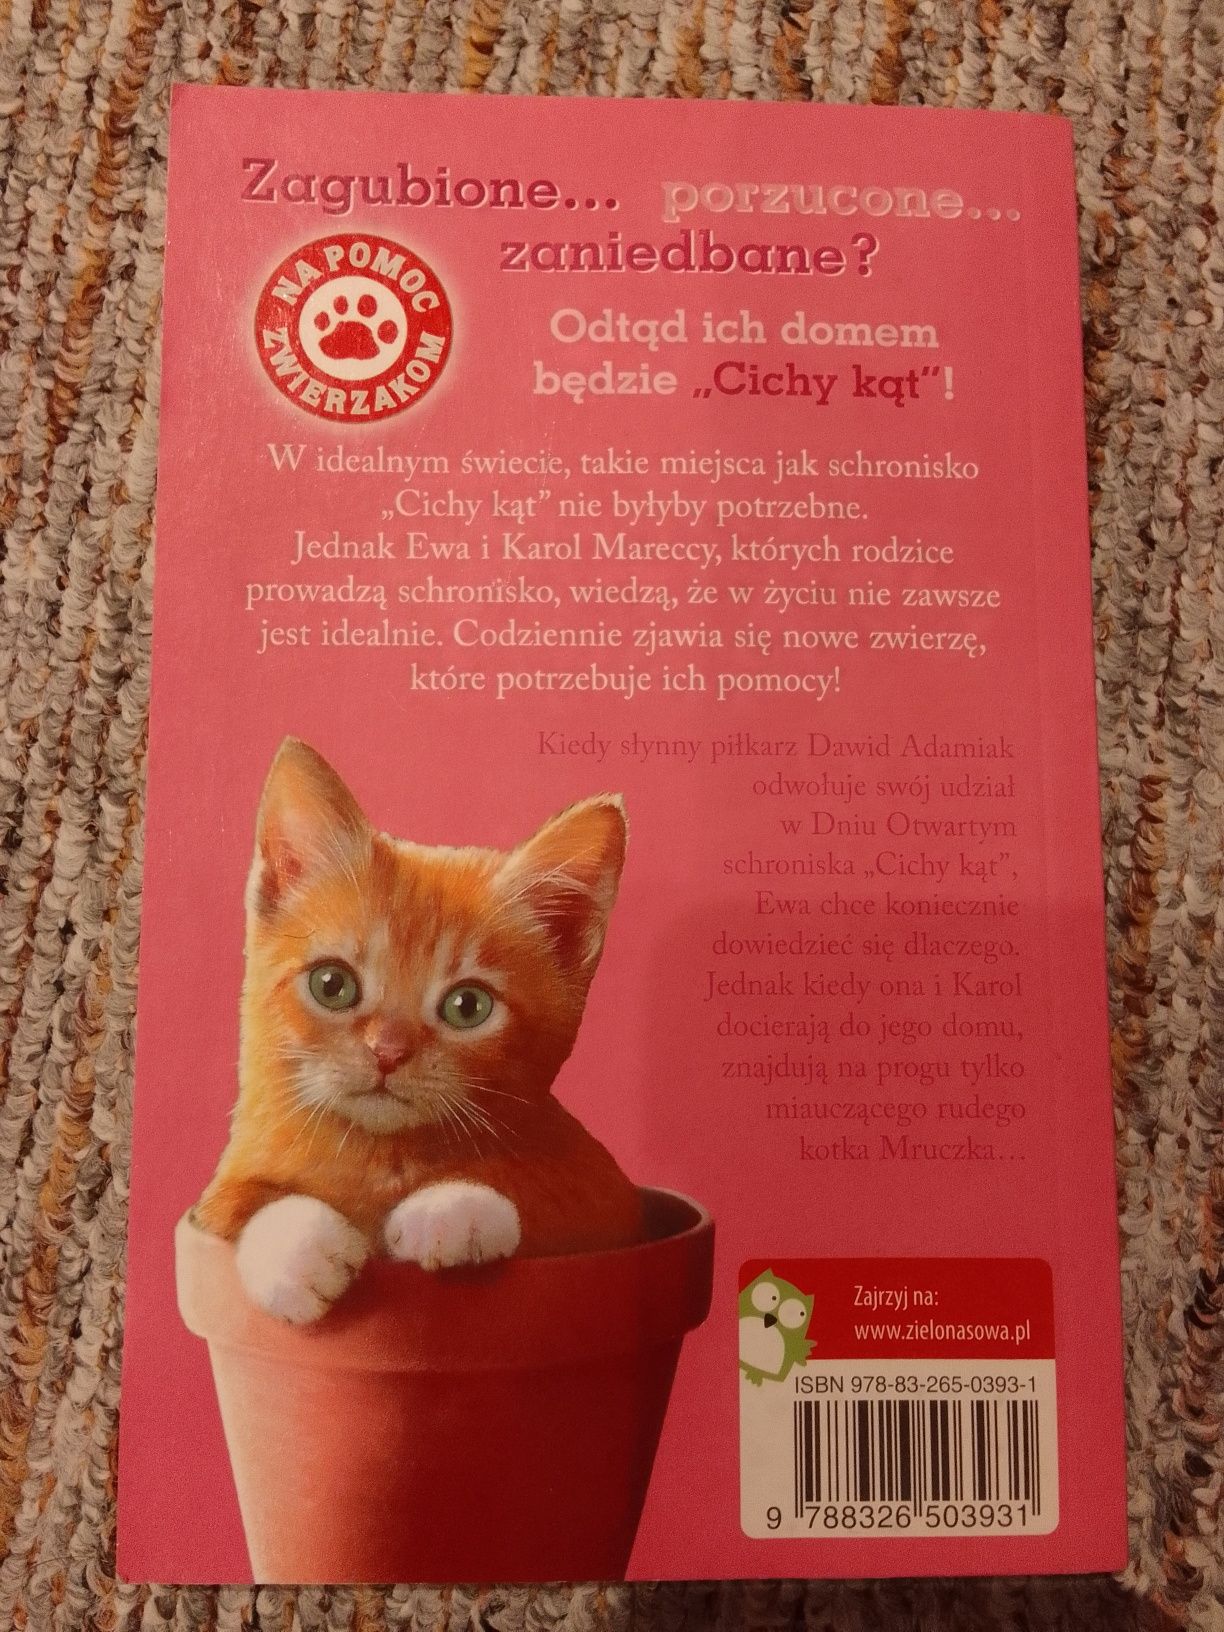 Zagubione... porzucone...
zaniedbane?
NA POMOC
ZWIERZAKOM
Odtąd ich domem
będzie „Cichy kąt”!
W idealnym świecie, takie miejsca jak schronisko
„Cichy kąt” nie byłyby potrzebne.
Jednak Ewa i Karol Mareccy, których rodzice
prowadzą schronisko, wiedzą, że w życiu nie zawsze
jest idealnie. Codziennie zjawia się nowe zwierzę,
które potrzebuje ich pomocy!
Kiedy słynny piłkarz Dawid Adamiak
odwołuje swój udział
w Dniu Otwartym
schroniska „Cichy kąt”,
Ewa chce koniecznie
dowiedzieć się dlaczego.
Jednak kiedy ona i Karol
docierają do jego domu,
znajdują na progu tylko
miauczącego rudego
kotka Mruczka...
Zajrzyj na:
www.zielonasowa.pl
ISBN 978-83-265-0393-1
9 788326 503931